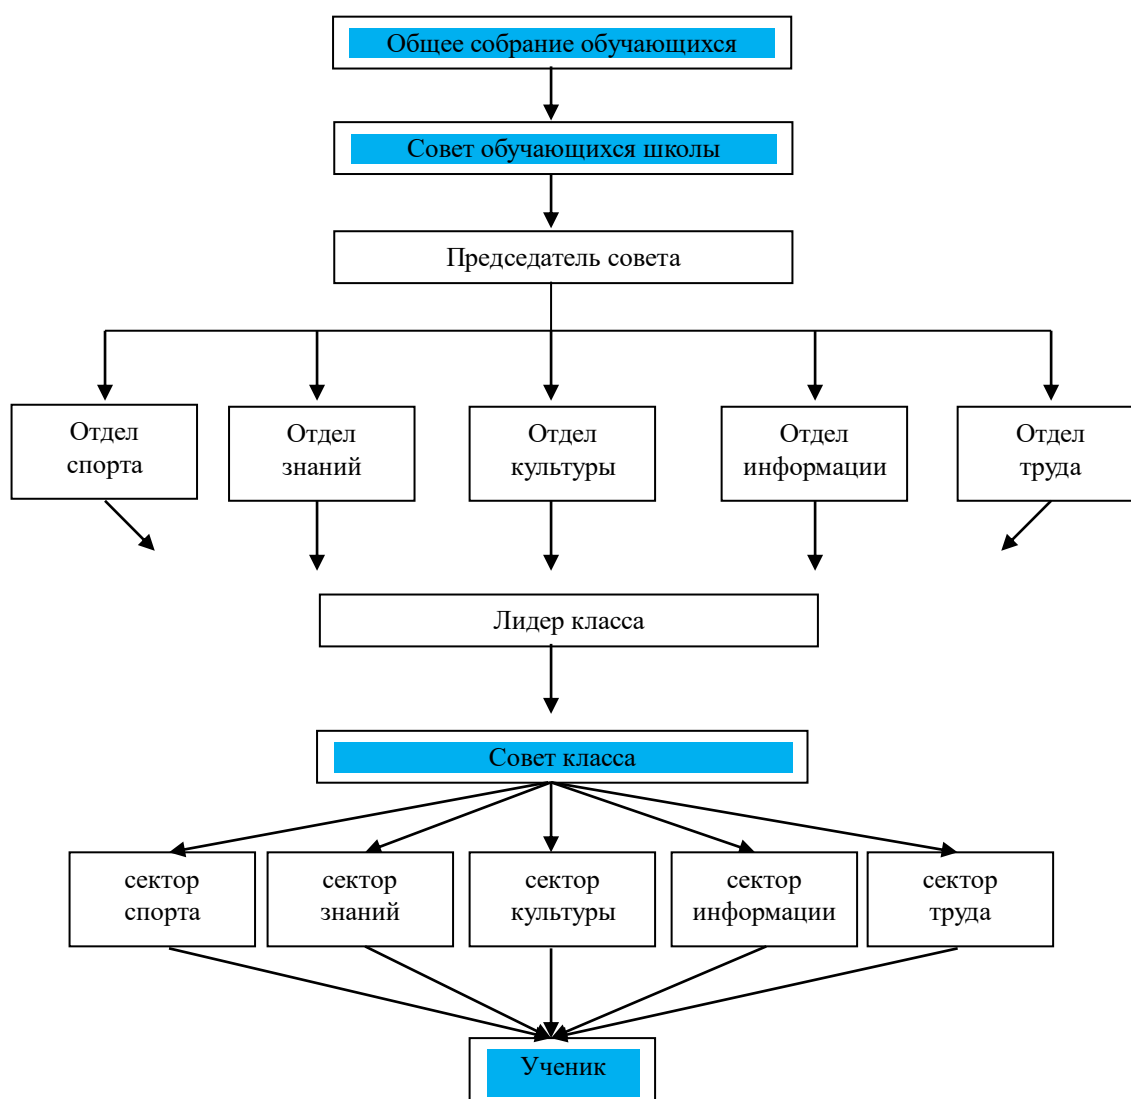 Общее собрание обучающихся
Совет обучающихся школы
Председатель совета
Отдел
спорта
Отдел
знаний
Отдел
культуры
Отдел
информации
Отдел
труда
Лидер класса
Совет класса
сектор
спорта
сектор
знаний
сектор
культуры
сектор
информации
сектор
труда
Ученик